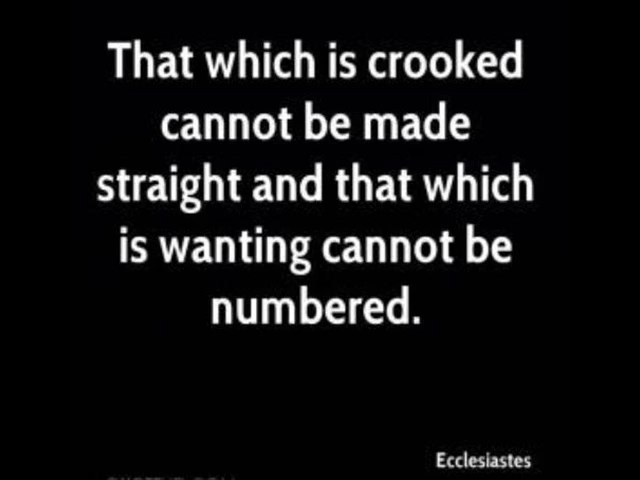 That which is crooked
cannot be made
straight and that which
is wanting cannot be
numbered.
Ecclesiastes